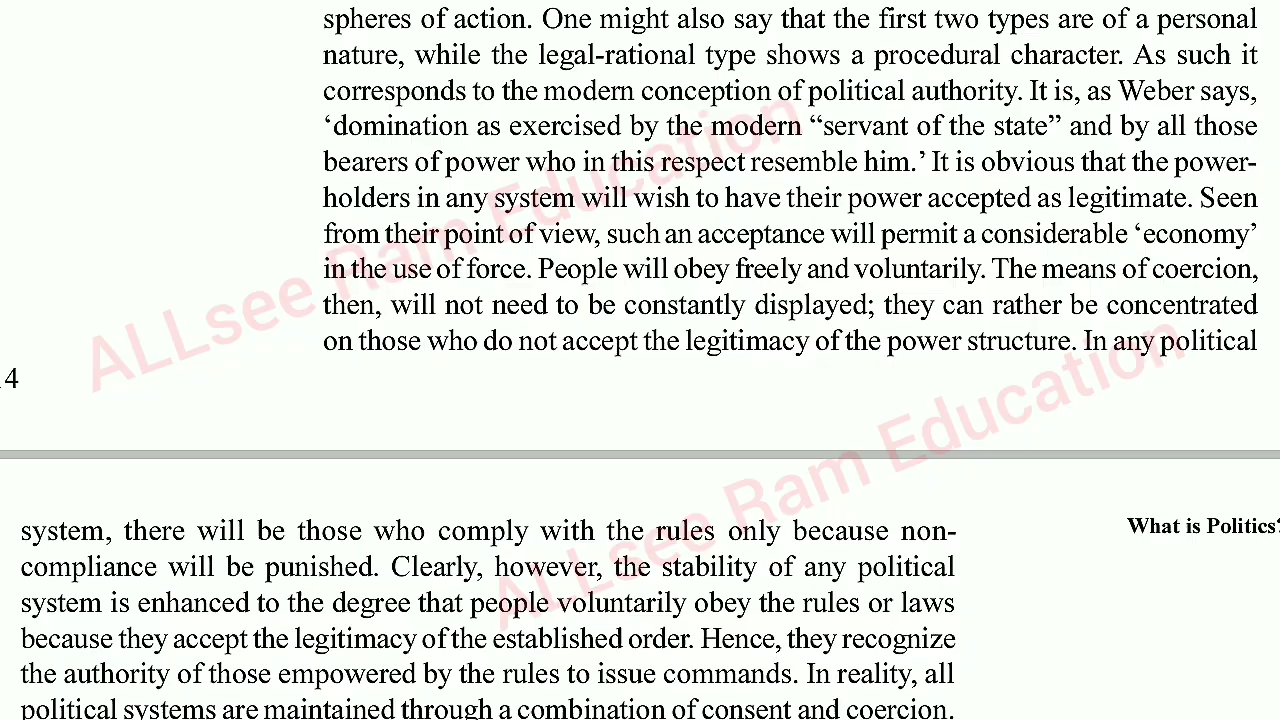 spheres of action. One might also say that the first two types are of a personal
nature, while the legal-rational type shows a procedural character. As such it
corresponds to the modern conception of political authority. It is, as Weber says,
‘domination as exercised by the modern “servant of the state” and by all those
bearers of power who in this respect resemble him.’ It is obvious that the power-
holders in any system will wish to have their power accepted as legitimate. Seen
from their point of view, such an acceptance will permit a considerable ‘economy’
in the use of force. People will obey freely and voluntarily. The means of coercion,
then, will not need to be constantly displayed; they can rather be concentrated
on those who do not accept the legitimacy of the power structure. In any political
4
ALLsee Ram Education
system, there will be those who comply with the rules only because non-
compliance will be punished. Clearly, however, the stability of any political
system is enhanced to the degree that people voluntarily obey the rules or laws
because they accept the legitimacy of the established order. Hence, they recognize
the authority of those empowered by the rules to issue commands. In reality, all
political systems are maintained through a combination of consent and coercion.
What is Politics?
ALLsee Ram Education